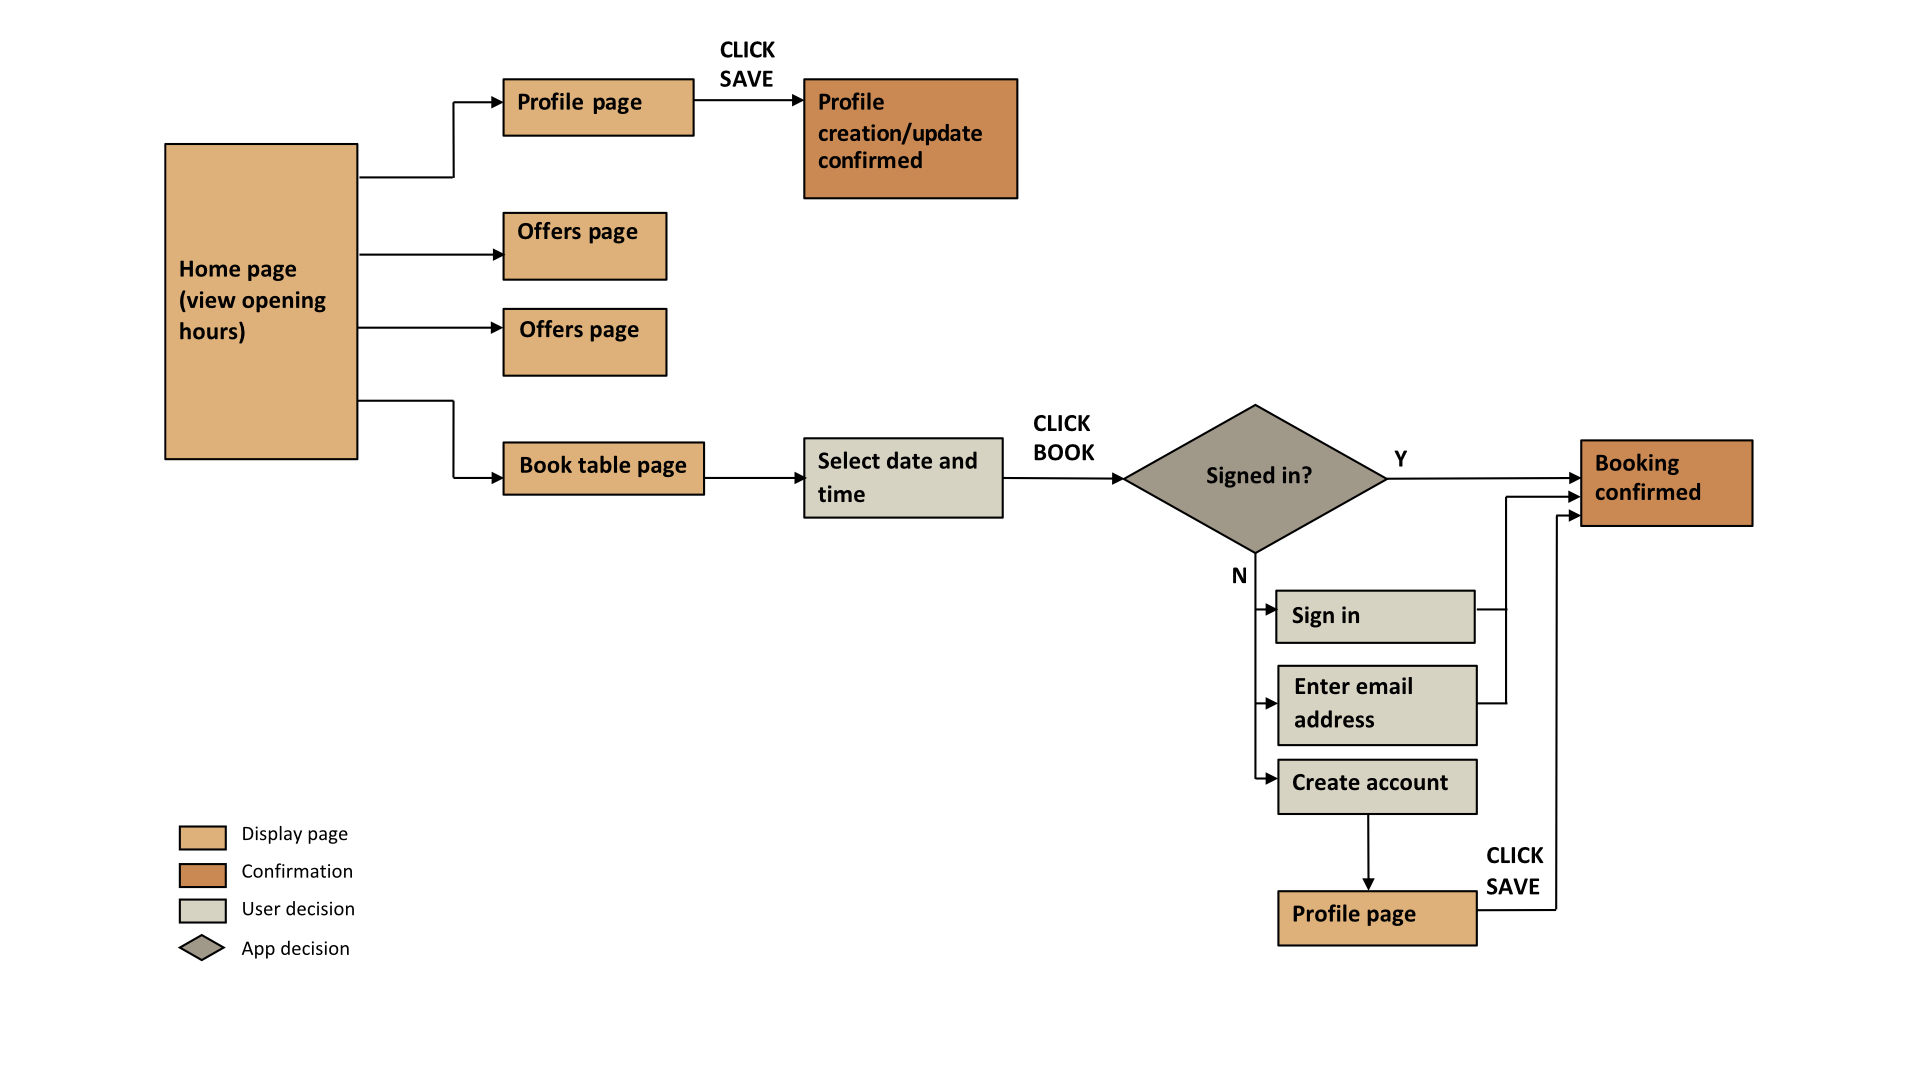 CLICK
SAVE
Profile page
Profile
creation/update
confirmed
Offers page
Home page
(view opening
hours)
Offers page
CLICK
BOOK
Book table page
Select date and
time
Signed in?
Y
Booking
confirmed
N
Sign in
Enter email
address
Create account
CLICK
SAVE
Profile page
Display page
Confirmation
User decision
App decision